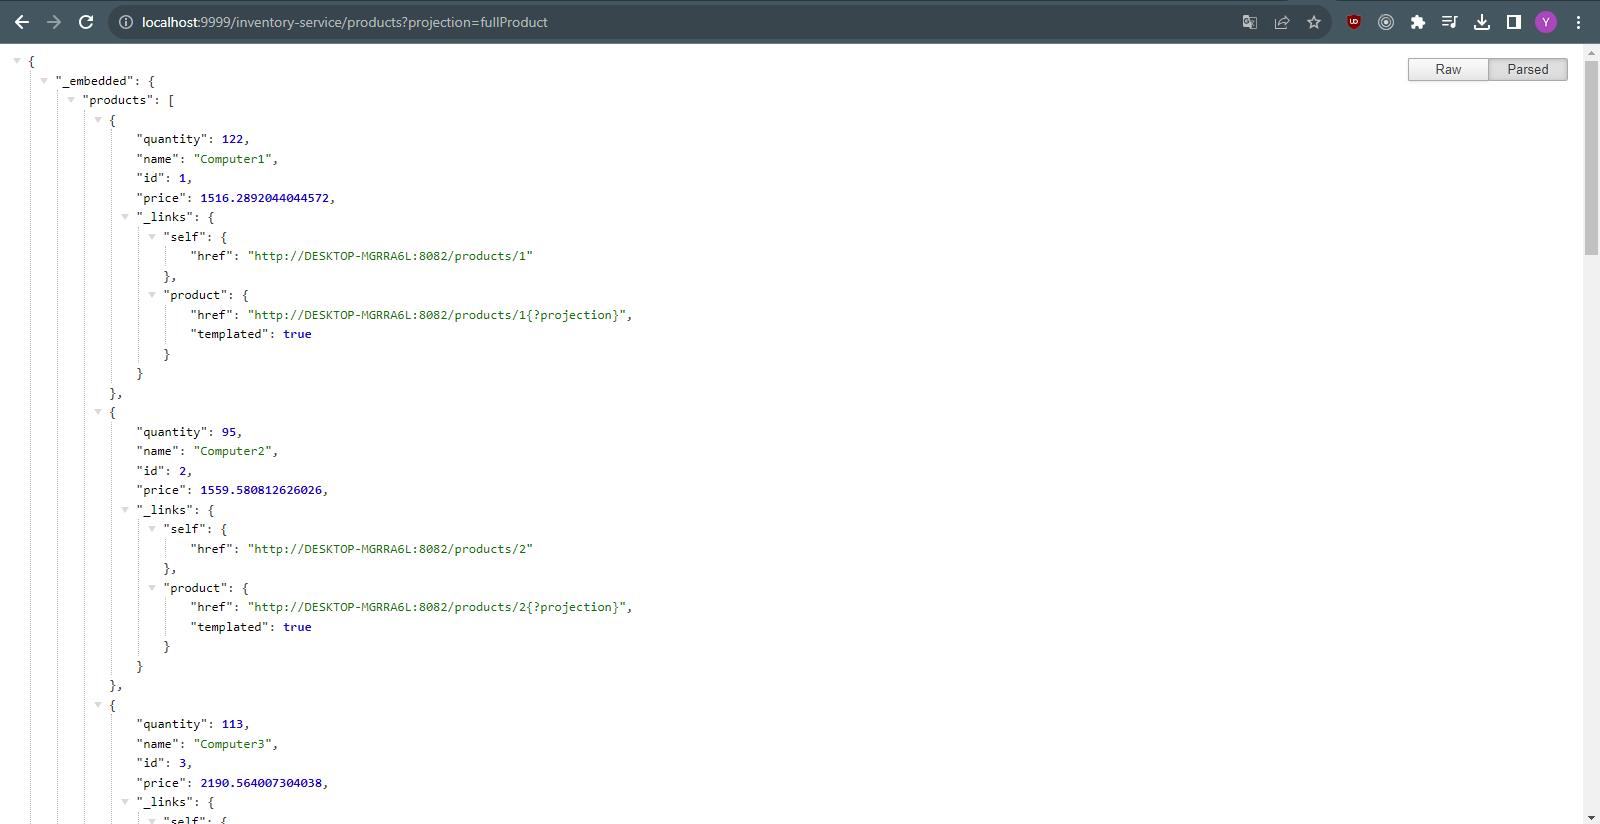 localhost:9999/inventory-service/products?projection=fullProduct
Y
Raw
Parsed
{
"_embedded": {
"products": [
{
"quantity": 122,
"name": "Computer1",
"id": 1,
"price": 1516.2892044044572,
"_links": {
"self": {
"href": "http://DESKTOP-MGRRA6L:8082/products/1"
},
"product": {
"href": "http://DESKTOP-MGRRA6L:8082/products/1{?projection}",
"templated": true
}
}
},
{
"quantity": 95,
"name": "Computer2",
"id": 2,
"price": 1559.580812626026,
"_links": {
"self": {
"href": "http://DESKTOP-MGRRA6L:8082/products/2"
},
"product": {
"href": "http://DESKTOP-MGRRA6L:8082/products/2{?projection}",
"templated": true
}
}
},
{
"quantity": 113,
"name": "Computer3",
"id": 3,
"price": 2190.564007304038,
"_links": {
"self": {